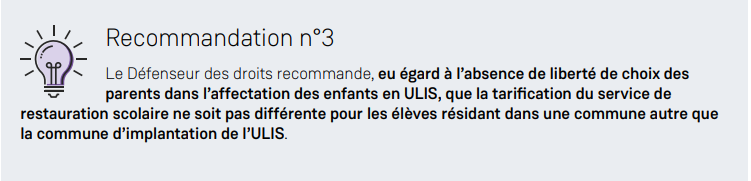 Recommandation n°3
Le Défenseur des droits recommande, eu égard à l’absence de liberté de choix des
parents dans l’affectation des enfants en ULIS, que la tarification du service de
restauration scolaire ne soit pas différente pour les élèves résidant dans une commune autre que
la commune d’implantation de l’ULIS.